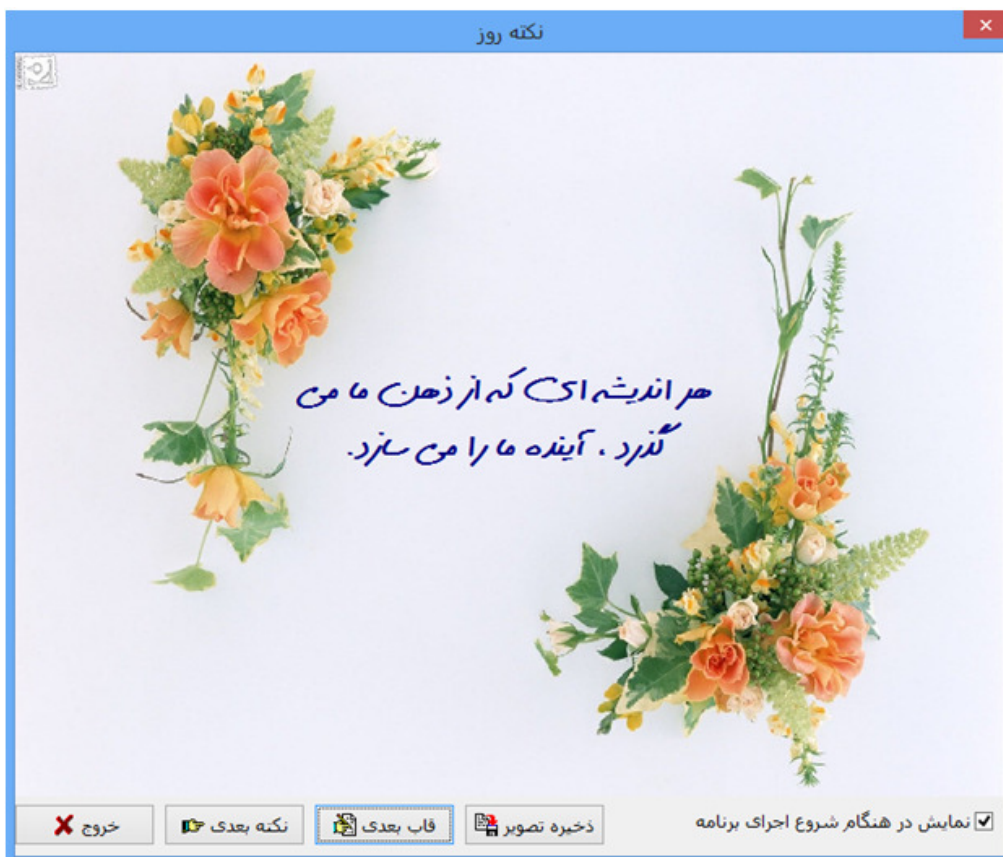 نکته روز
هر اندیشه ای که از ذهن ما می
گذرد ، آینده ما را می سازد.
نمایش در هنگام شروع اجرای برنامه
ذخیره تصویر
قاب بعدی
نکته بعدی
خروج